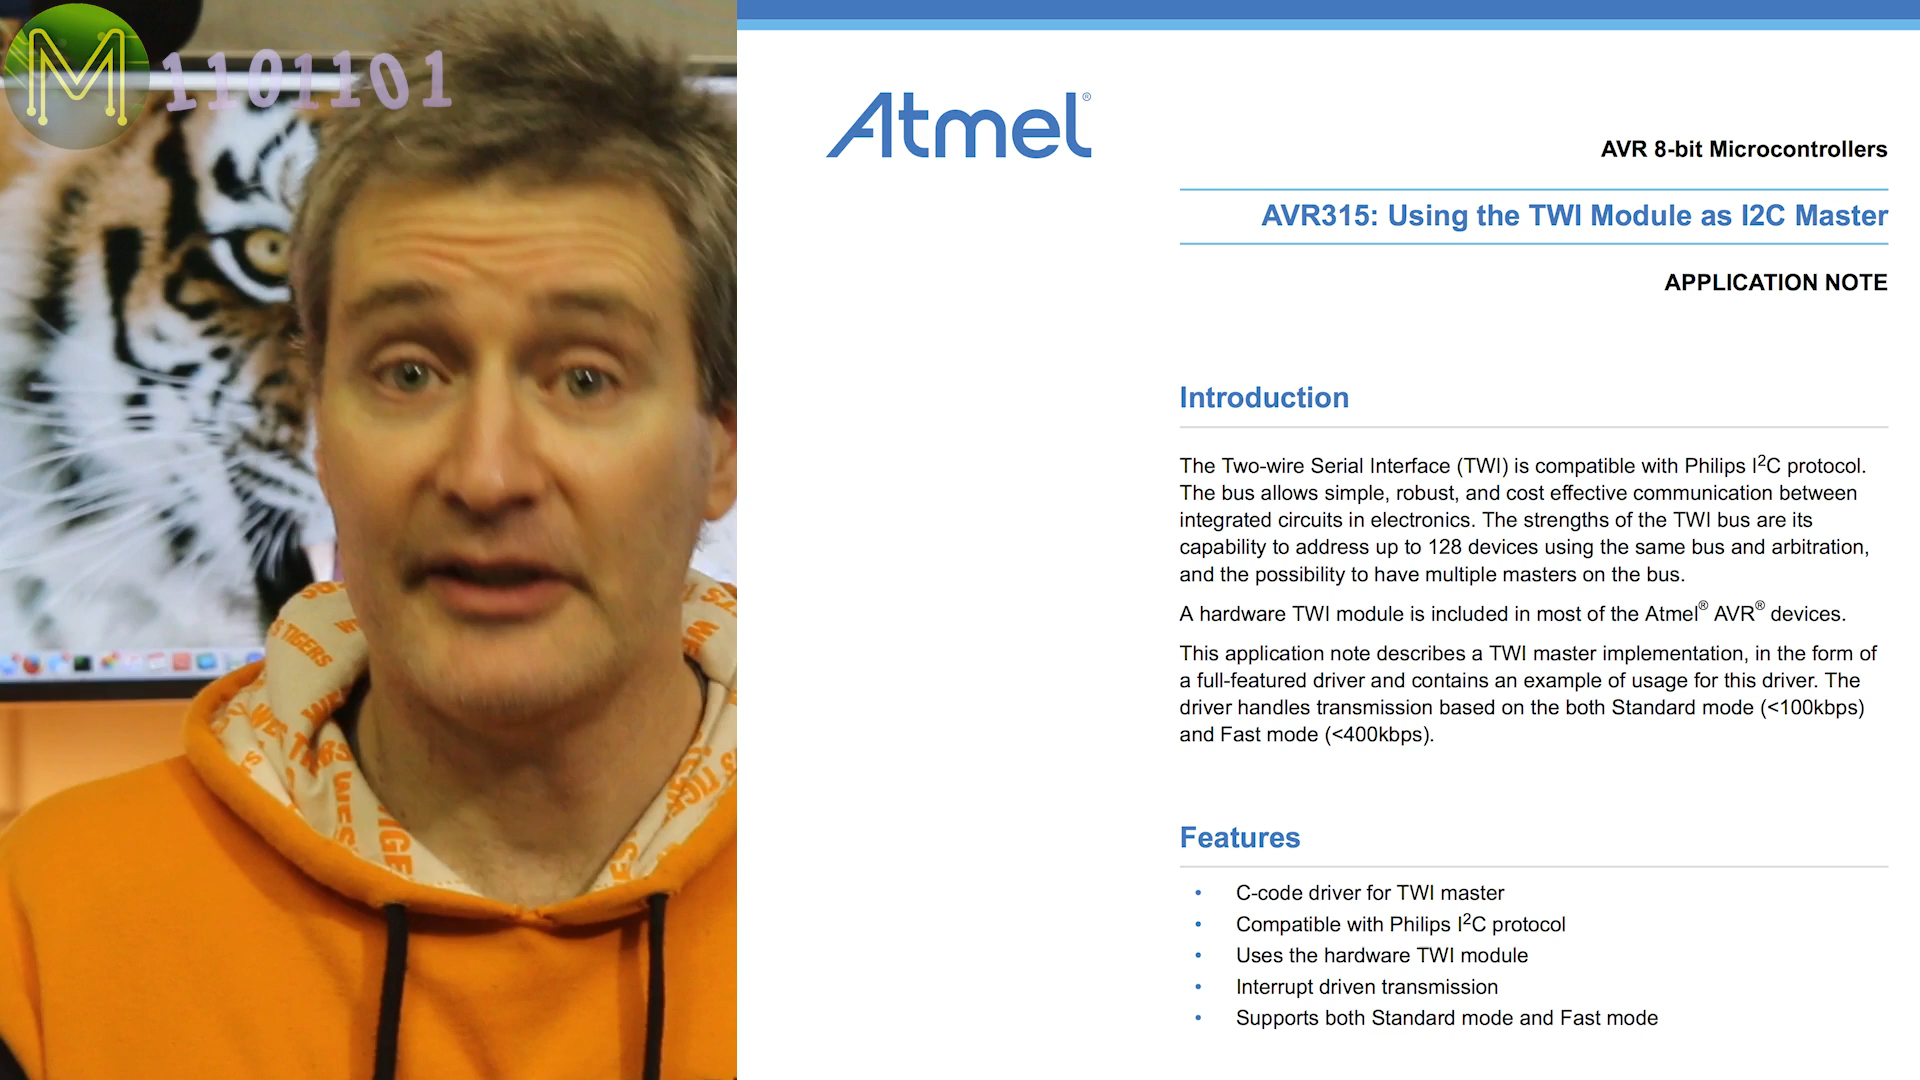 M 1101101
Atmel®
AVR 8-bit Microcontrollers
AVR315: Using the TWI Module as I2C Master
APPLICATION NOTE
Introduction
The Two-wire Serial Interface (TWI) is compatible with Philips I²C protocol.
The bus allows simple, robust, and cost effective communication between
integrated circuits in electronics. The strengths of the TWI bus are its
capability to address up to 128 devices using the same bus and arbitration,
and the possibility to have multiple masters on the bus.
A hardware TWI module is included in most of the Atmel® AVR® devices.
This application note describes a TWI master implementation, in the form of
a full-featured driver and contains an example of usage for this driver. The
driver handles transmission based on the both Standard mode (<100kbps)
and Fast mode (<400kbps).
Features
• C-code driver for TWI master
• Compatible with Philips I²C protocol
• Uses the hardware TWI module
• Interrupt driven transmission
• Supports both Standard mode and Fast mode
TIGERS